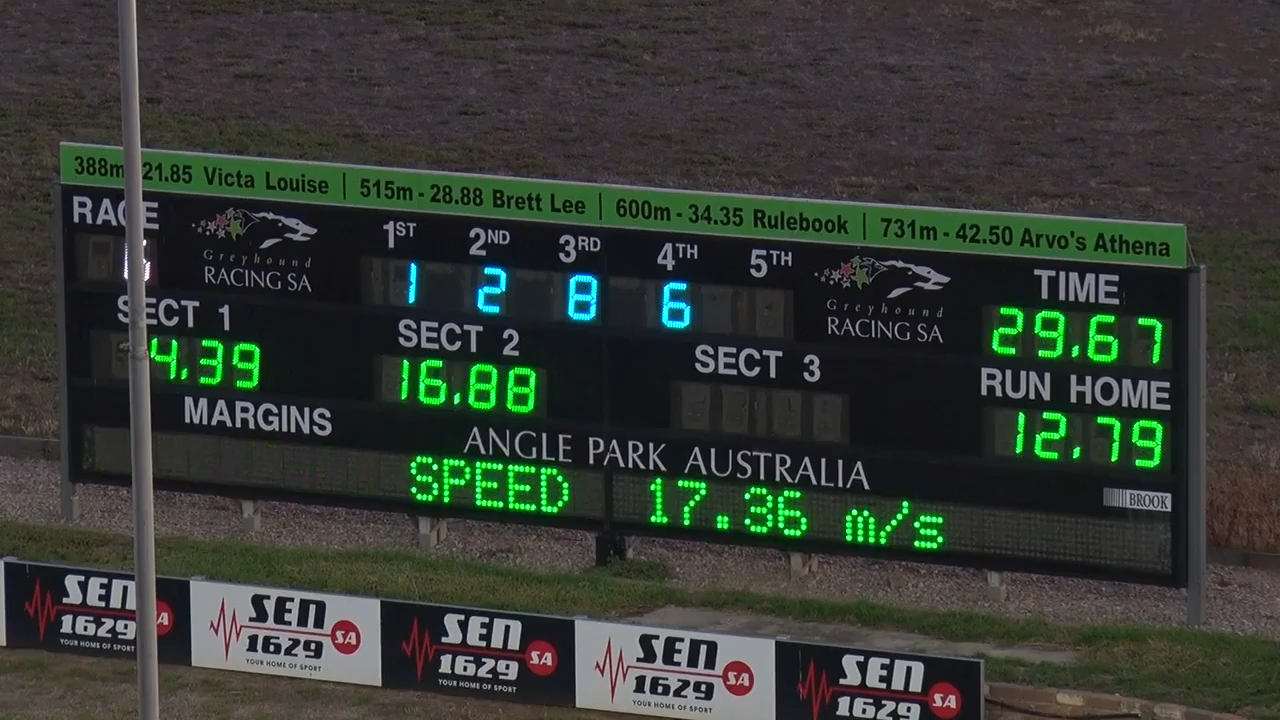 388m 21.85 Victa Louise | 515m - 28.88 Brett Lee | 600m - 34.35 Rulebook | 731m - 42.50 Arvo's Athena
RACE
Greyhound
RACING SA
1ST 2ND 3RD 4TH 5TH
1 2 8 6
Greyhound
RACING SA
TIME
29.67
SECT 1
4.39
SECT 2
16.88
SECT 3
RUN HOME
12.79
MARGINS
ANGLE PARK AUSTRALIA
SPEED 17.36 m/s
BROOK
SEN
1629 SA
YOUR HOME OF SPORT
SEN
1629 SA
YOUR HOME OF SPORT
SEN
1629 SA
YOUR HOME OF SPORT
SEN
1629 SA
YOUR HOME OF SPORT
SEN
1629 SA